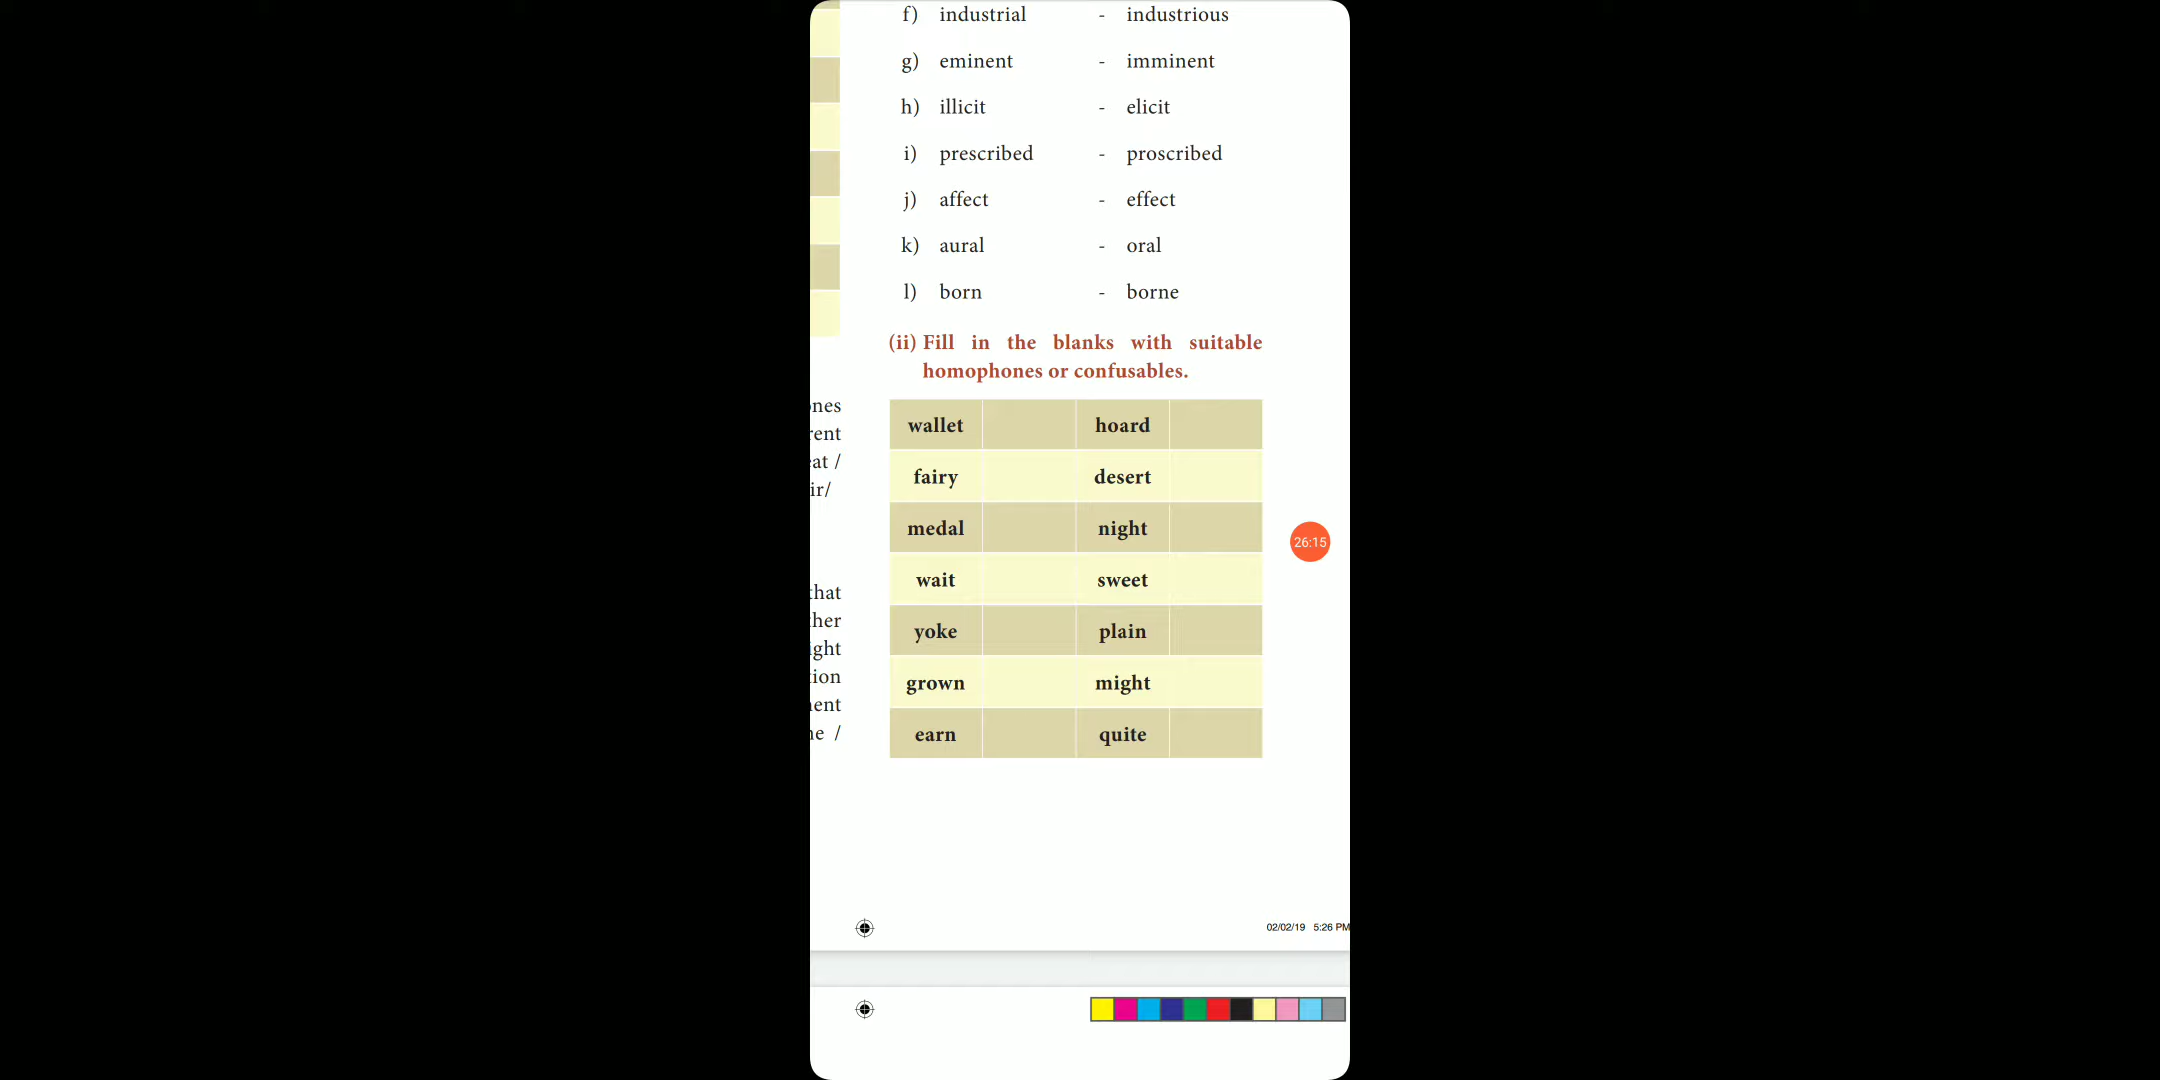 f) industrial - industrious
g) eminent - imminent
h) illicit - elicit
i) prescribed - proscribed
j) affect - effect
k) aural - oral
l) born - borne
(ii) Fill in the blanks with suitable
homophones or confusables.
wallet hoard
fairy desert
medal night
wait sweet
yoke plain
grown might
earn quite
26:15
02/02/19 5:26 PM